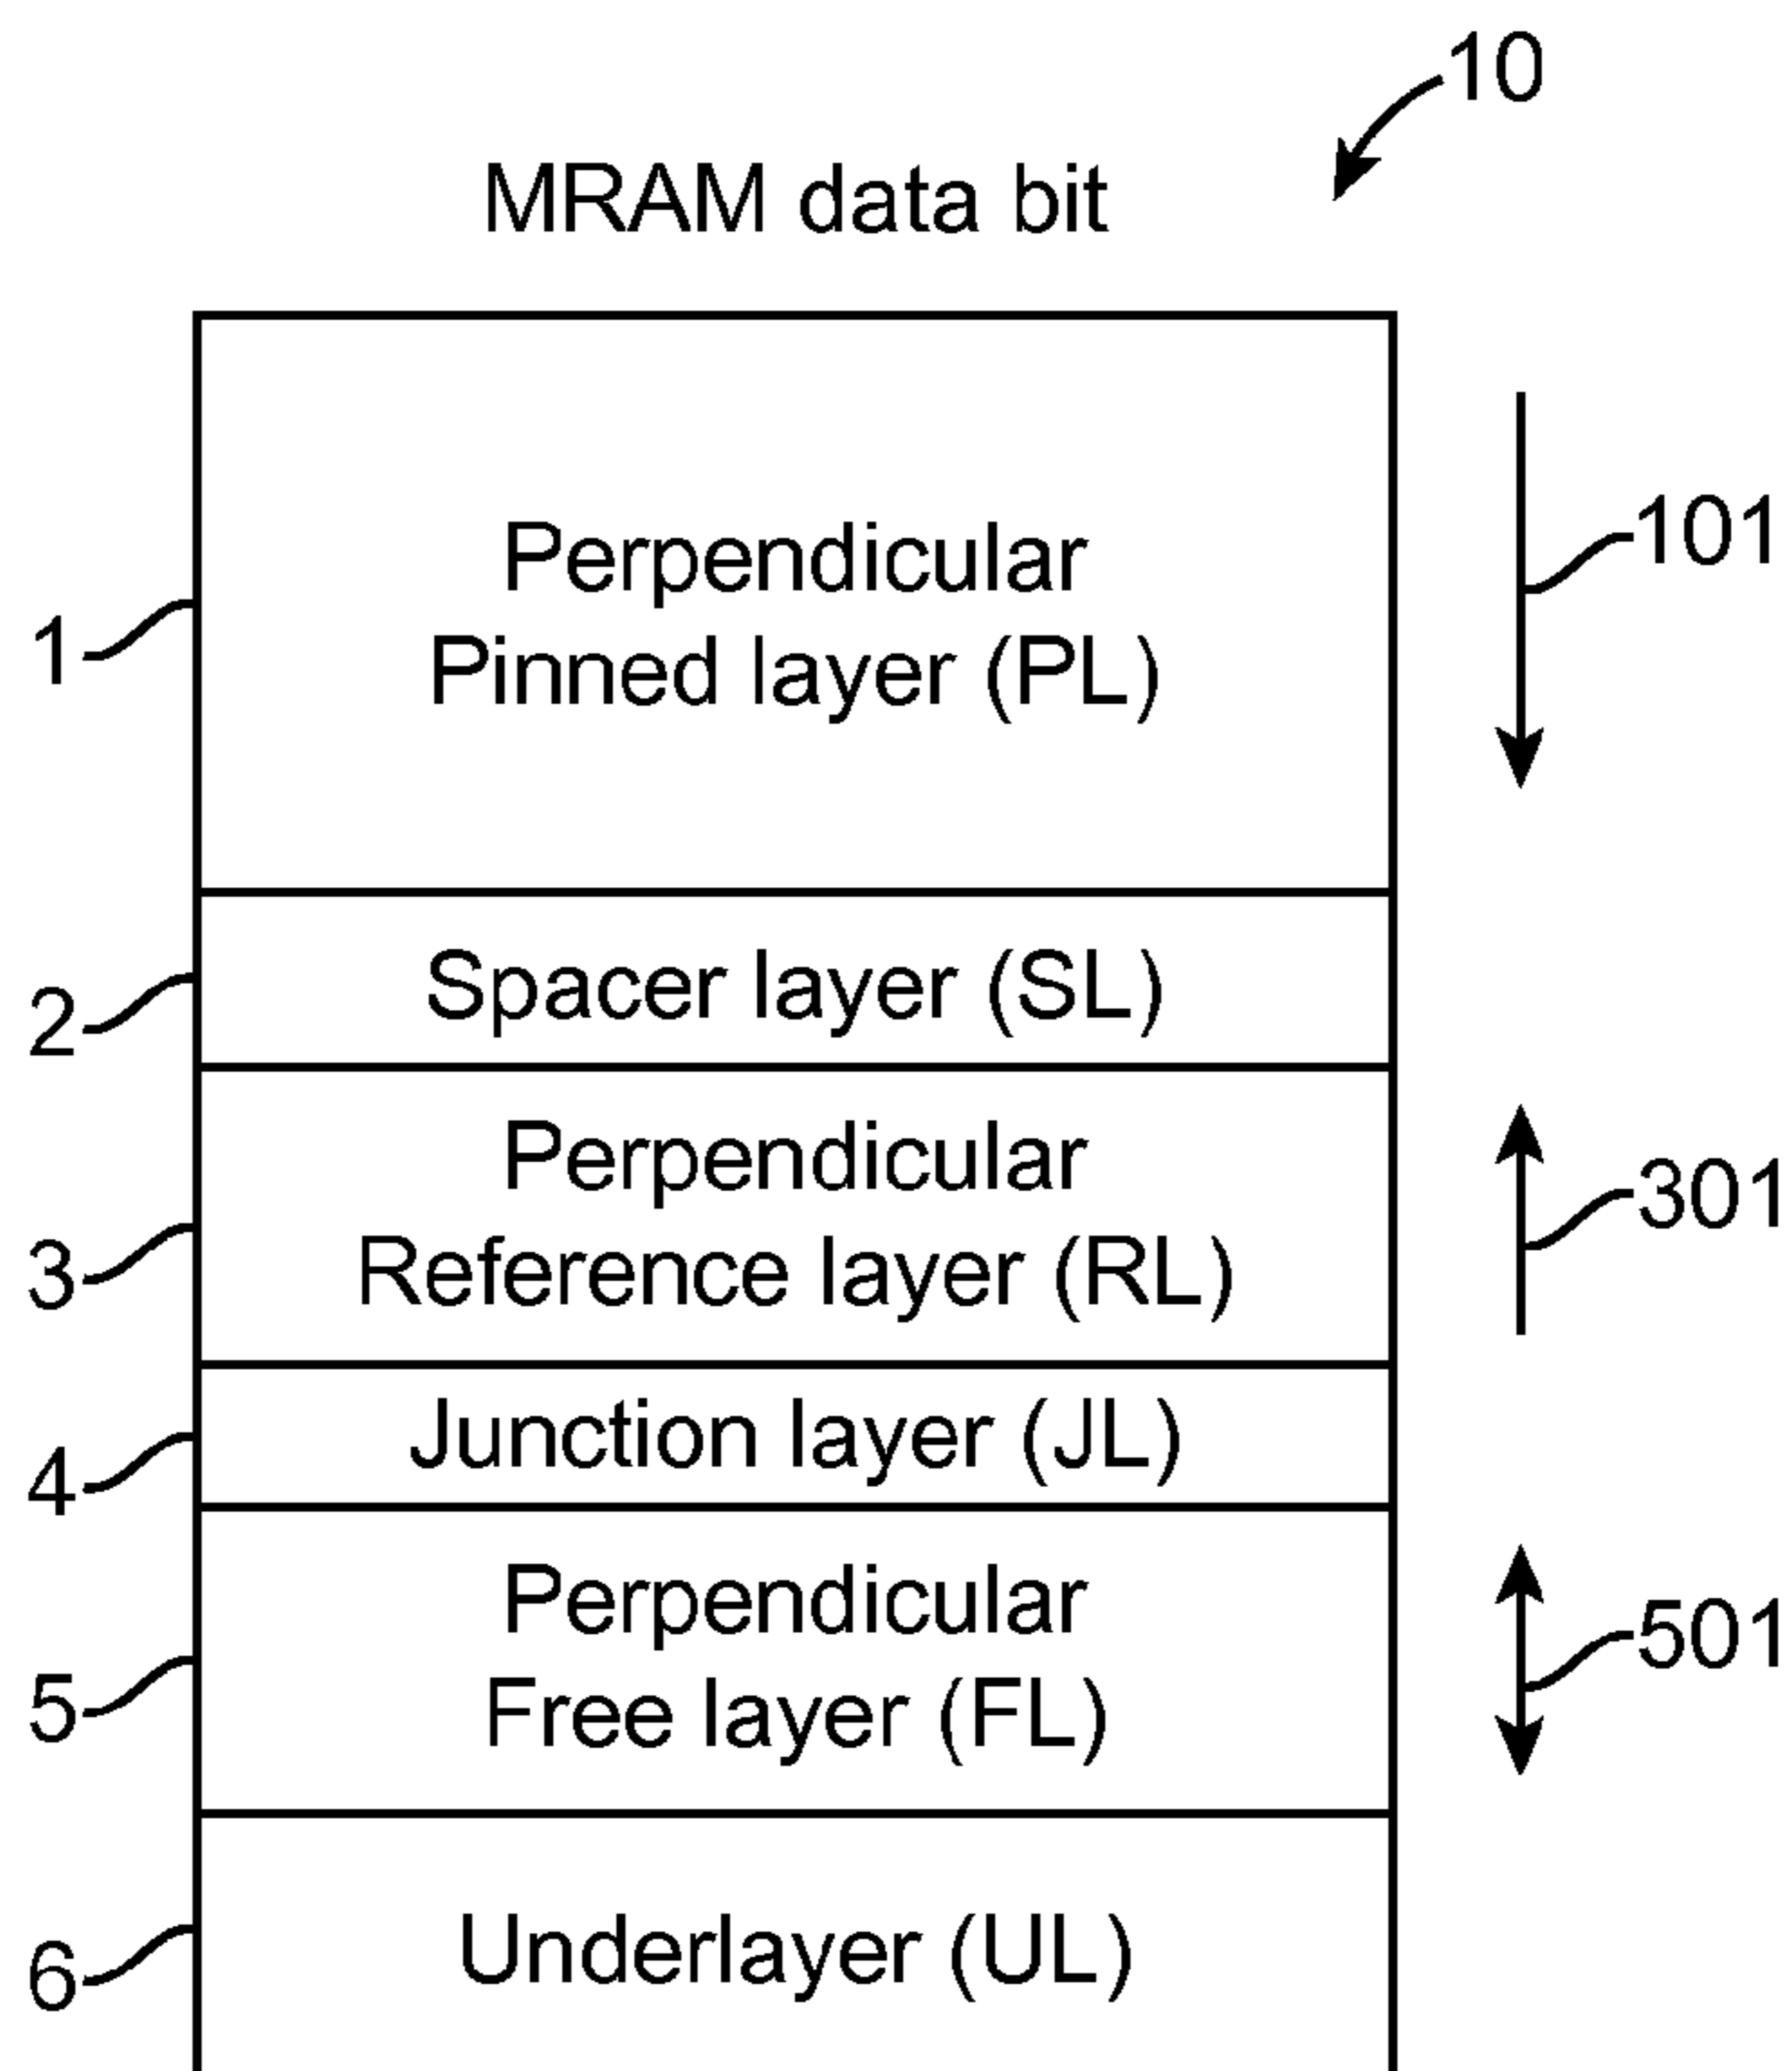 10
MRAM data bit
101
Perpendicular
1
Pinned layer (PL)
Spacer layer (SL)
2
Perpendicular
301
3
Reference layer (RL)
Junction layer (JL)
4
Perpendicular
501
5
Free layer (FL)
Underlayer (UL)
6